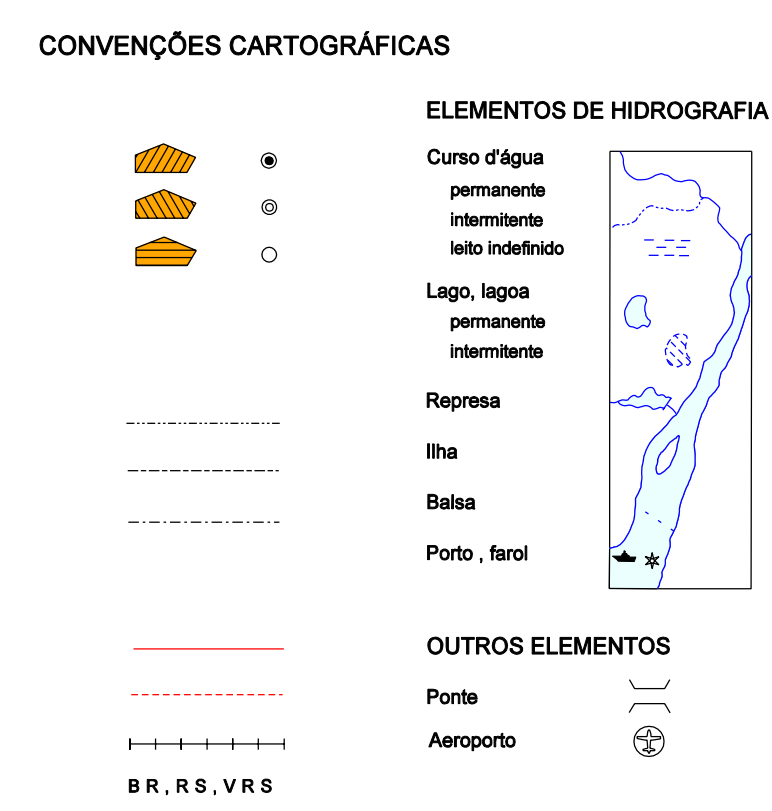 CONVENÇÕES CARTOGRÁFICAS
ELEMENTOS DE HIDROGRAFIA
Curso d'água
permanente
intermitente
leito indefinido
Lago, lagoa
permanente
intermitente
Represa
Ilha
Balsa
Porto , farol
OUTROS ELEMENTOS
Ponte
Aeroporto
B R , R S , V R S